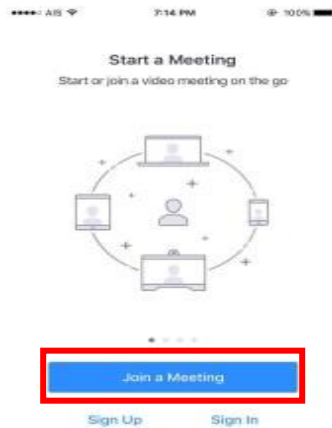 AIS 7:14 PM 100%
Start a Meeting
Start or join a video meeting on the go
Join a Meeting
Sign Up Sign In